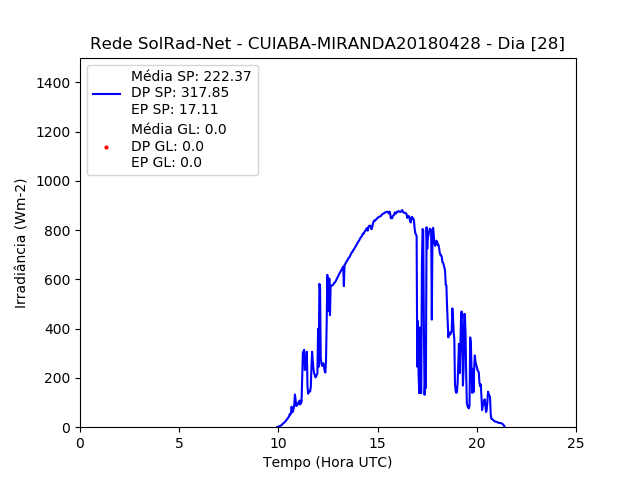 Rede SolRad-Net - CUIABA-MIRANDA20180428 - Dia [28]
Média SP: 222.37
DP SP: 317.85
EP SP: 17.11
Média GL: 0.0
DP GL: 0.0
EP GL: 0.0
1400
1200
1000
800
600
400
200
0
Irradiância (Wm-2)
0 5 10 15 20 25
Tempo (Hora UTC)